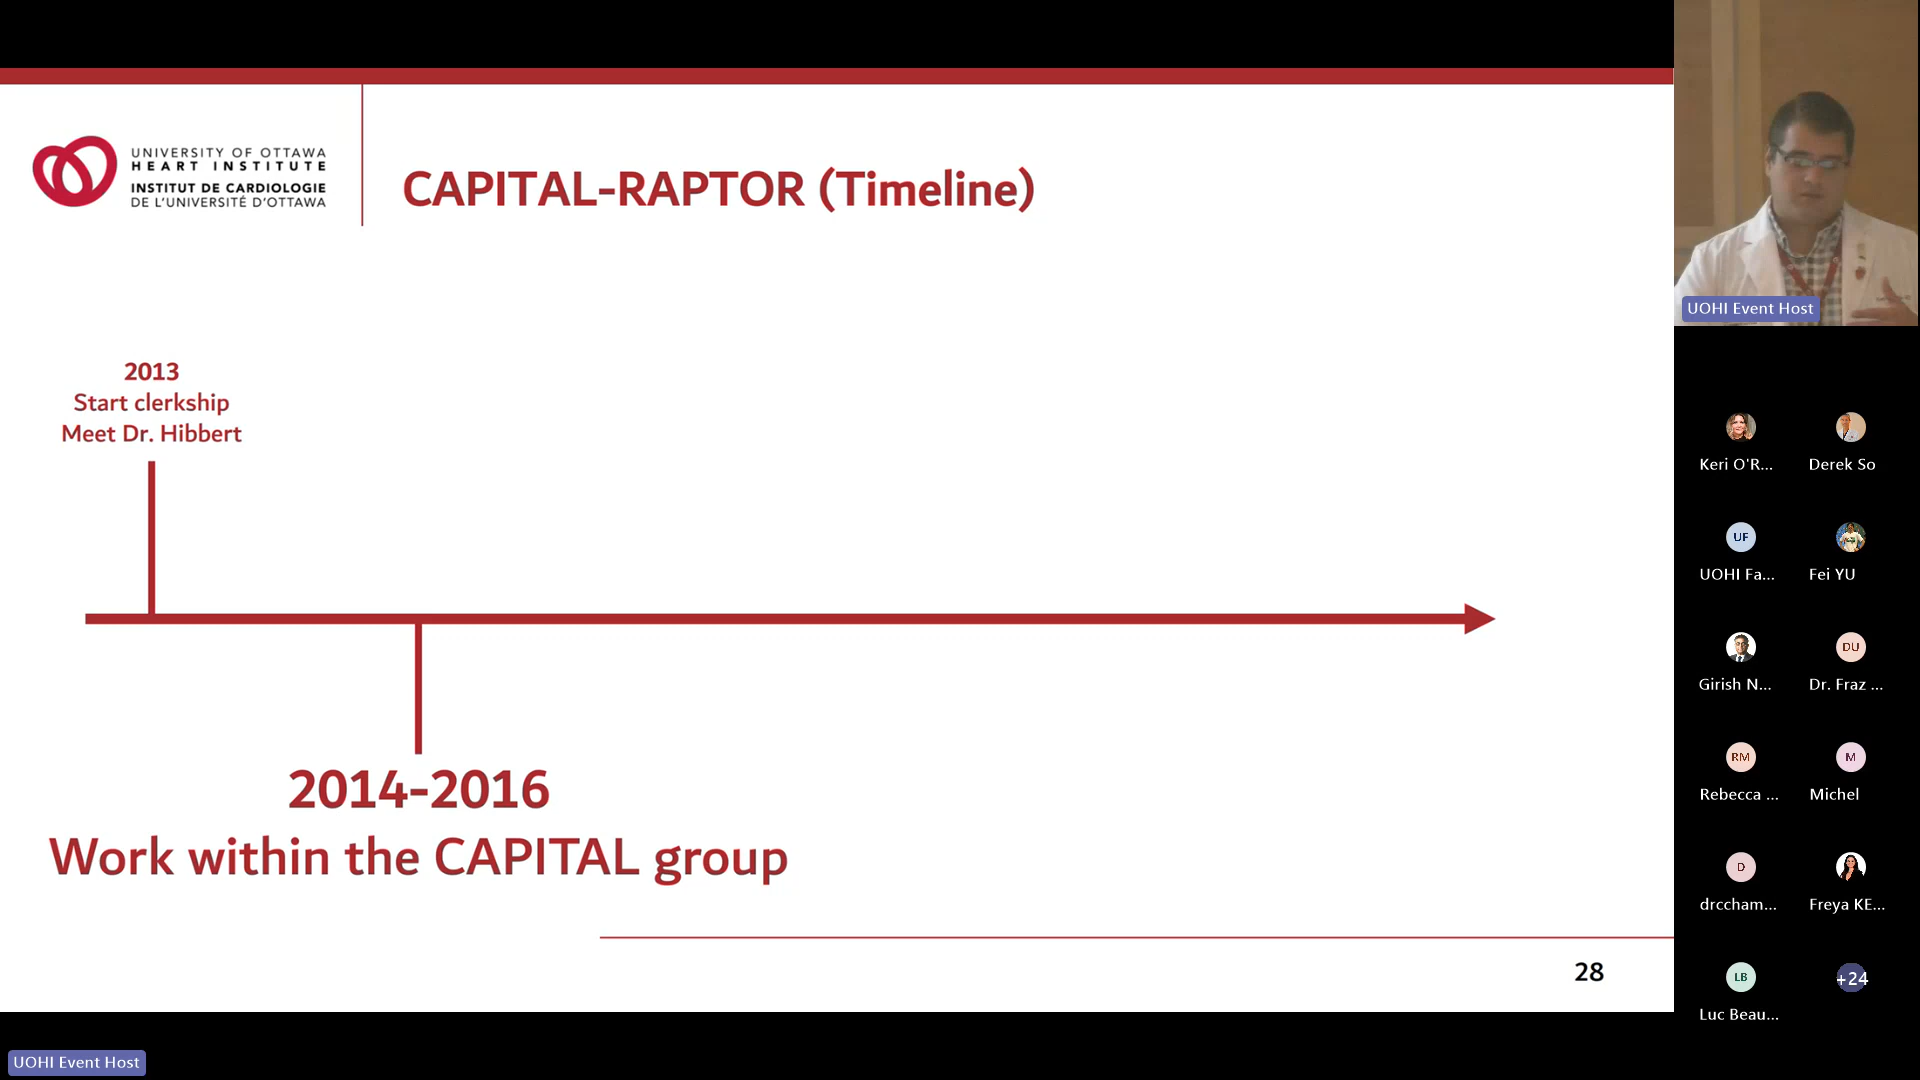 UNIVERSITY OF OTTAWA
HEART INSTITUTE
INSTITUT DE CARDIOLOGIE
DE L'UNIVERSITÉ D'OTTAWA
CAPITAL-RAPTOR (Timeline)
2013
Start clerkship
Meet Dr. Hibbert
2014-2016
Work within the CAPITAL group
28
UOHI Event Host
UOHI Event Host
Keri O'R...
Derek So
UF
UOHI Fa...
Fei YU
Girish N...
DU
Dr. Fraz ...
RM
Rebecca ...
M
Michel
D
drccham...
Freya KE...
LB
Luc Beau...
+24